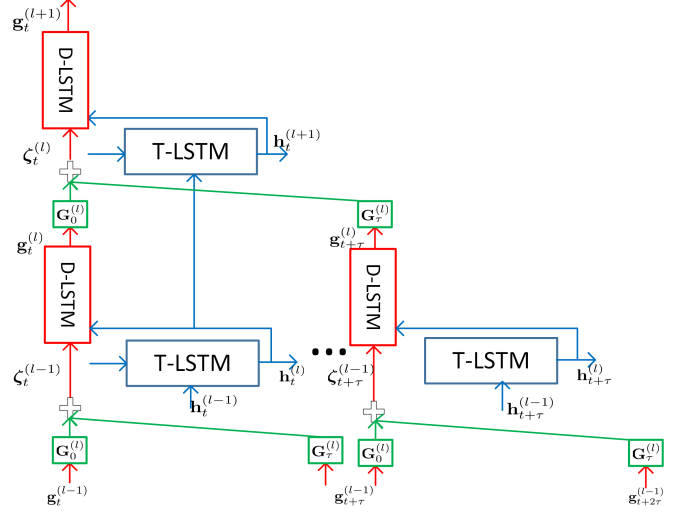 g_t^{(l+1)}
D-LSTM
ζ_t^{(l)}
T-LSTM
h_t^{(l+1)}
G_0^{(l)}
G_τ^{(l)}
g_t^{(l)}
g_{t+τ}^{(l)}
D-LSTM
D-LSTM
...
T-LSTM
T-LSTM
ζ_t^{(l-1)}
h_t^{(l)}
ζ_{t+τ}^{(l-1)}
h_{t+τ}^{(l)}
h_t^{(l-1)}
h_{t+τ}^{(l-1)}
G_0^{(l)}
G_τ^{(l)}
G_0^{(l)}
G_τ^{(l)}
g_t^{(l-1)}
g_{t+τ}^{(l-1)}
g_{t+2τ}^{(l-1)}